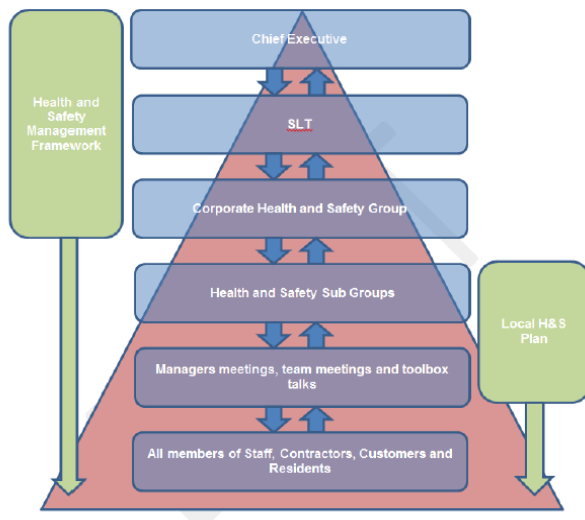 Chief Executive
Health and
Safety
Management
Framework
SLT
Corporate Health and Safety Group
Health and Safety Sub Groups
Local H&S
Plan
Managers meetings, team meetings and toolbox
talks
All members of Staff, Contractors, Customers and
Residents